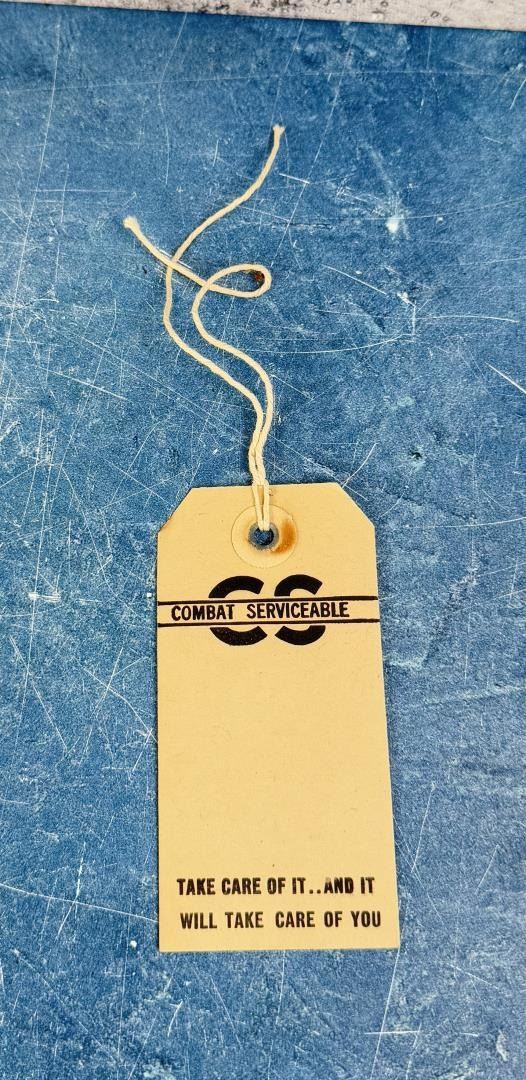 CS
COMBAT SERVICEABLE
TAKE CARE OF IT..AND IT
WILL TAKE CARE OF YOU